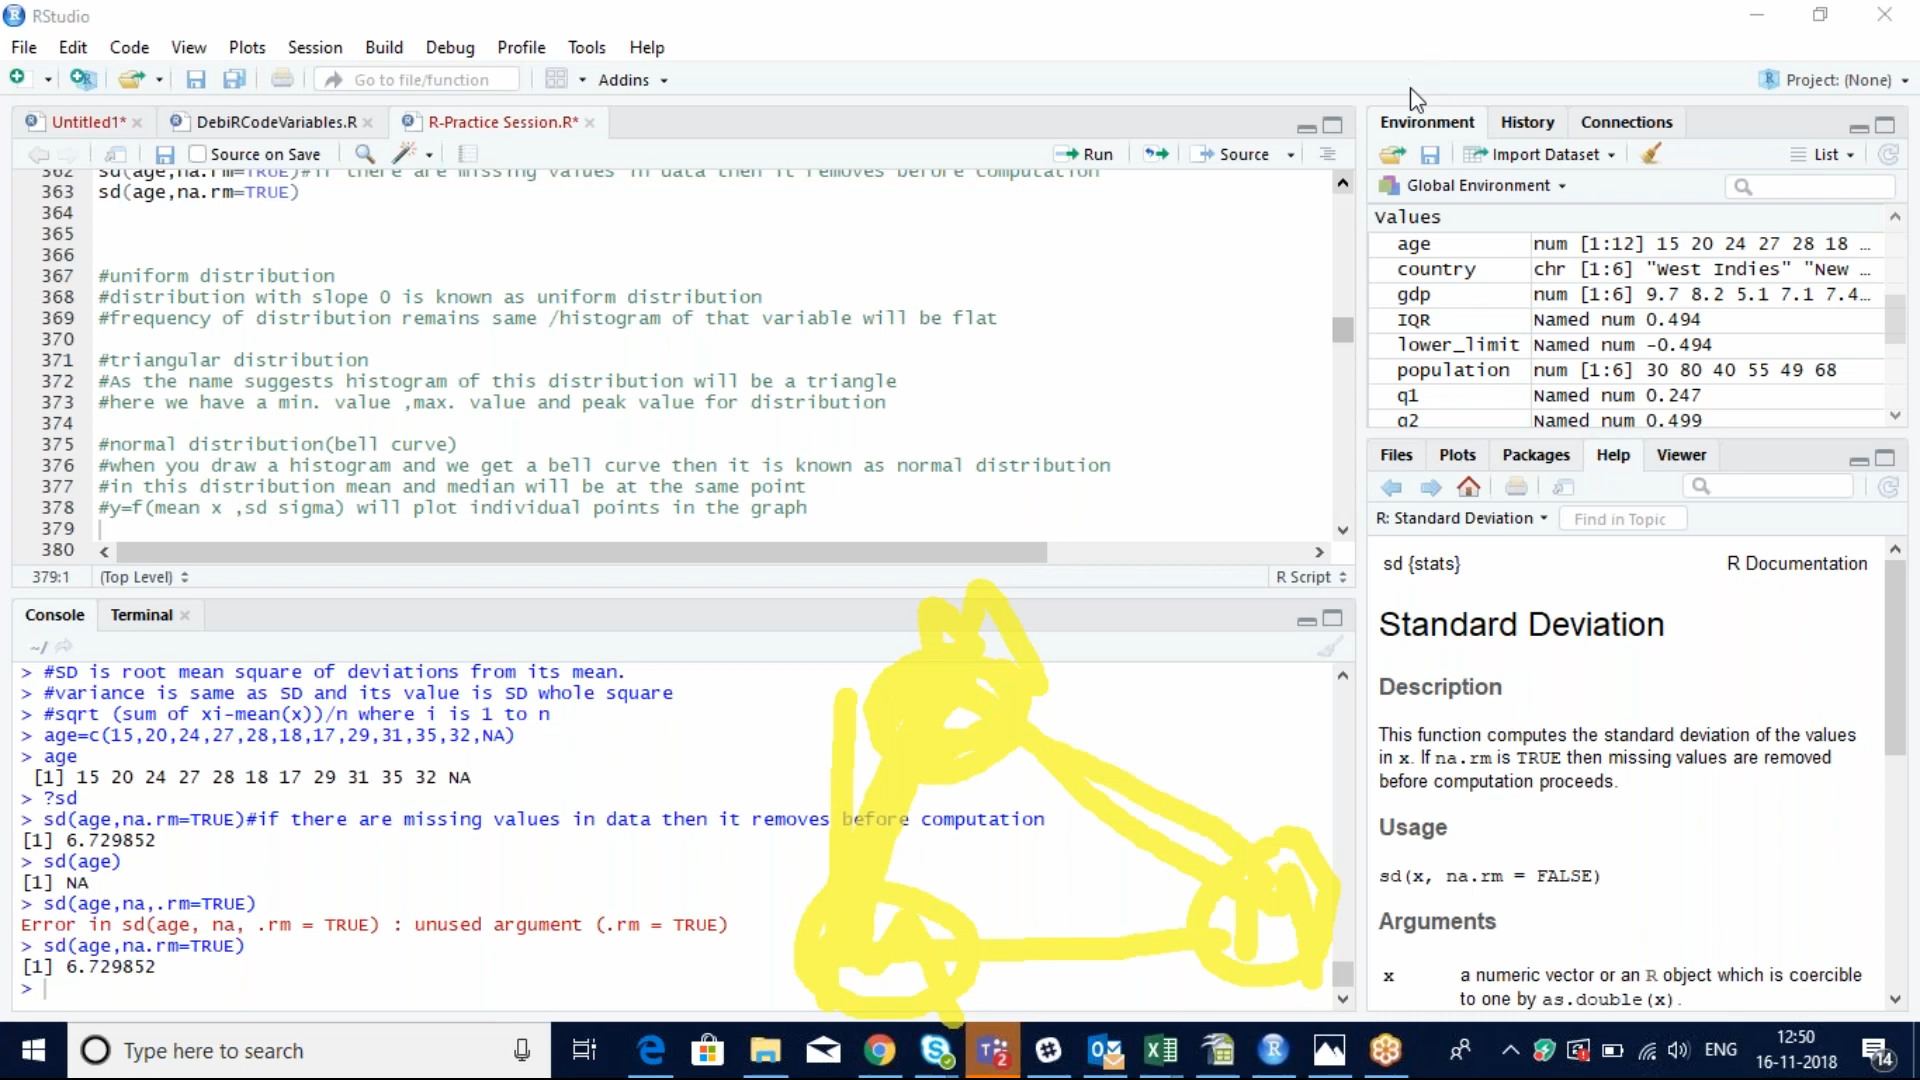 RStudio
File Edit Code View Plots Session Build Debug Profile Tools Help
Go to file/function Addins Project: (None)
Untitled1* DebiRCodeVariables.R R-Practice Session.R*
Source on Save Run Source
362 sd(age,na.rm=TRUE)#if there are missing values in data then it removes before computation
363 sd(age,na.rm=TRUE)
364
365
366
367 #uniform distribution
368 #distribution with slope 0 is known as uniform distribution
369 #frequency of distribution remains same /histogram of that variable will be flat
370
371 #triangular distribution
372 #As the name suggests histogram of this distribution will be a triangle
373 #here we have a min. value ,max. value and peak value for distribution
374
375 #normal distribution(bell curve)
376 #when you draw a histogram and we get a bell curve then it is known as normal distribution
377 #in this distribution mean and median will be at the same point
378 #y=f(mean x ,sd sigma) will plot individual points in the graph
379
380
379:1 (Top Level) R Script
Console Terminal
~/
> #SD is root mean square of deviations from its mean.
> #variance is same as SD and its value is SD whole square
> #sqrt (sum of xi-mean(x))/n where i is 1 to n
> age=c(15,20,24,27,28,18,17,29,31,35,32,NA)
> age
[1] 15 20 24 27 28 18 17 29 31 35 32 NA
> ?sd
> sd(age,na.rm=TRUE)#if there are missing values in data then it removes before computation
[1] 6.729852
> sd(age)
[1] NA
> sd(age,na,.rm=TRUE)
Error in sd(age, na, .rm = TRUE) : unused argument (.rm = TRUE)
> sd(age,na.rm=TRUE)
[1] 6.729852
>
Environment History Connections
Import Dataset List
Global Environment
Values
age num [1:12] 15 20 24 27 28 18 ...
country chr [1:6] "West Indies" "New ...
gdp num [1:6] 9.7 8.2 5.1 7.1 7.4...
IQR Named num 0.494
lower_limit Named num -0.494
population num [1:6] 30 80 40 55 49 68
q1 Named num 0.247
q2 Named num 0.499
Files Plots Packages Help Viewer
R: Standard Deviation Find in Topic
sd {stats} R Documentation
Standard Deviation
Description
This function computes the standard deviation of the values
in x. If na.rm is TRUE then missing values are removed
before computation proceeds.
Usage
sd(x, na.rm = FALSE)
Arguments
x a numeric vector or an R object which is coercible
to one by as.double(x).
Type here to search
ENG
12:50
16-11-2018
14